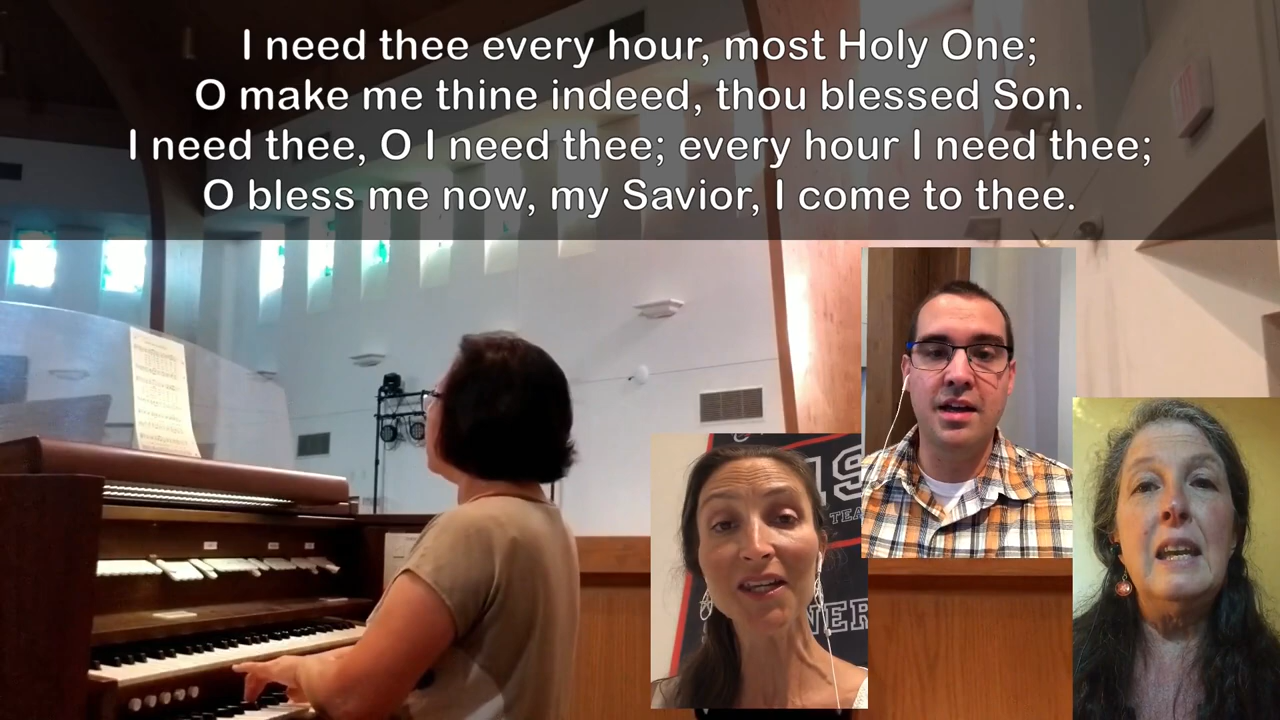 I need thee every hour, most Holy One;
O make me thine indeed, thou blessed Son.
I need thee, O I need thee; every hour I need thee;
O bless me now, my Savior, I come to thee.